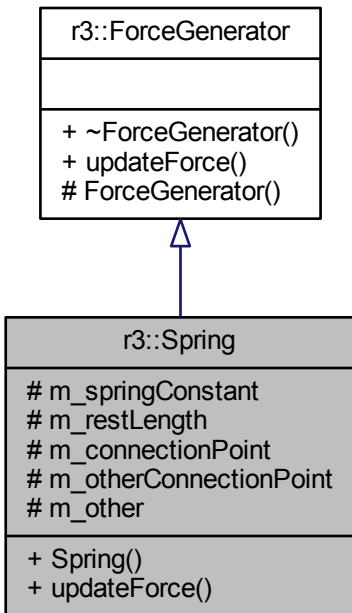 r3::ForceGenerator
+ ~ForceGenerator()
+ updateForce()
# ForceGenerator()
r3::Spring
# m_springConstant
# m_restLength
# m_connectionPoint
# m_otherConnectionPoint
# m_other
+ Spring()
+ updateForce()